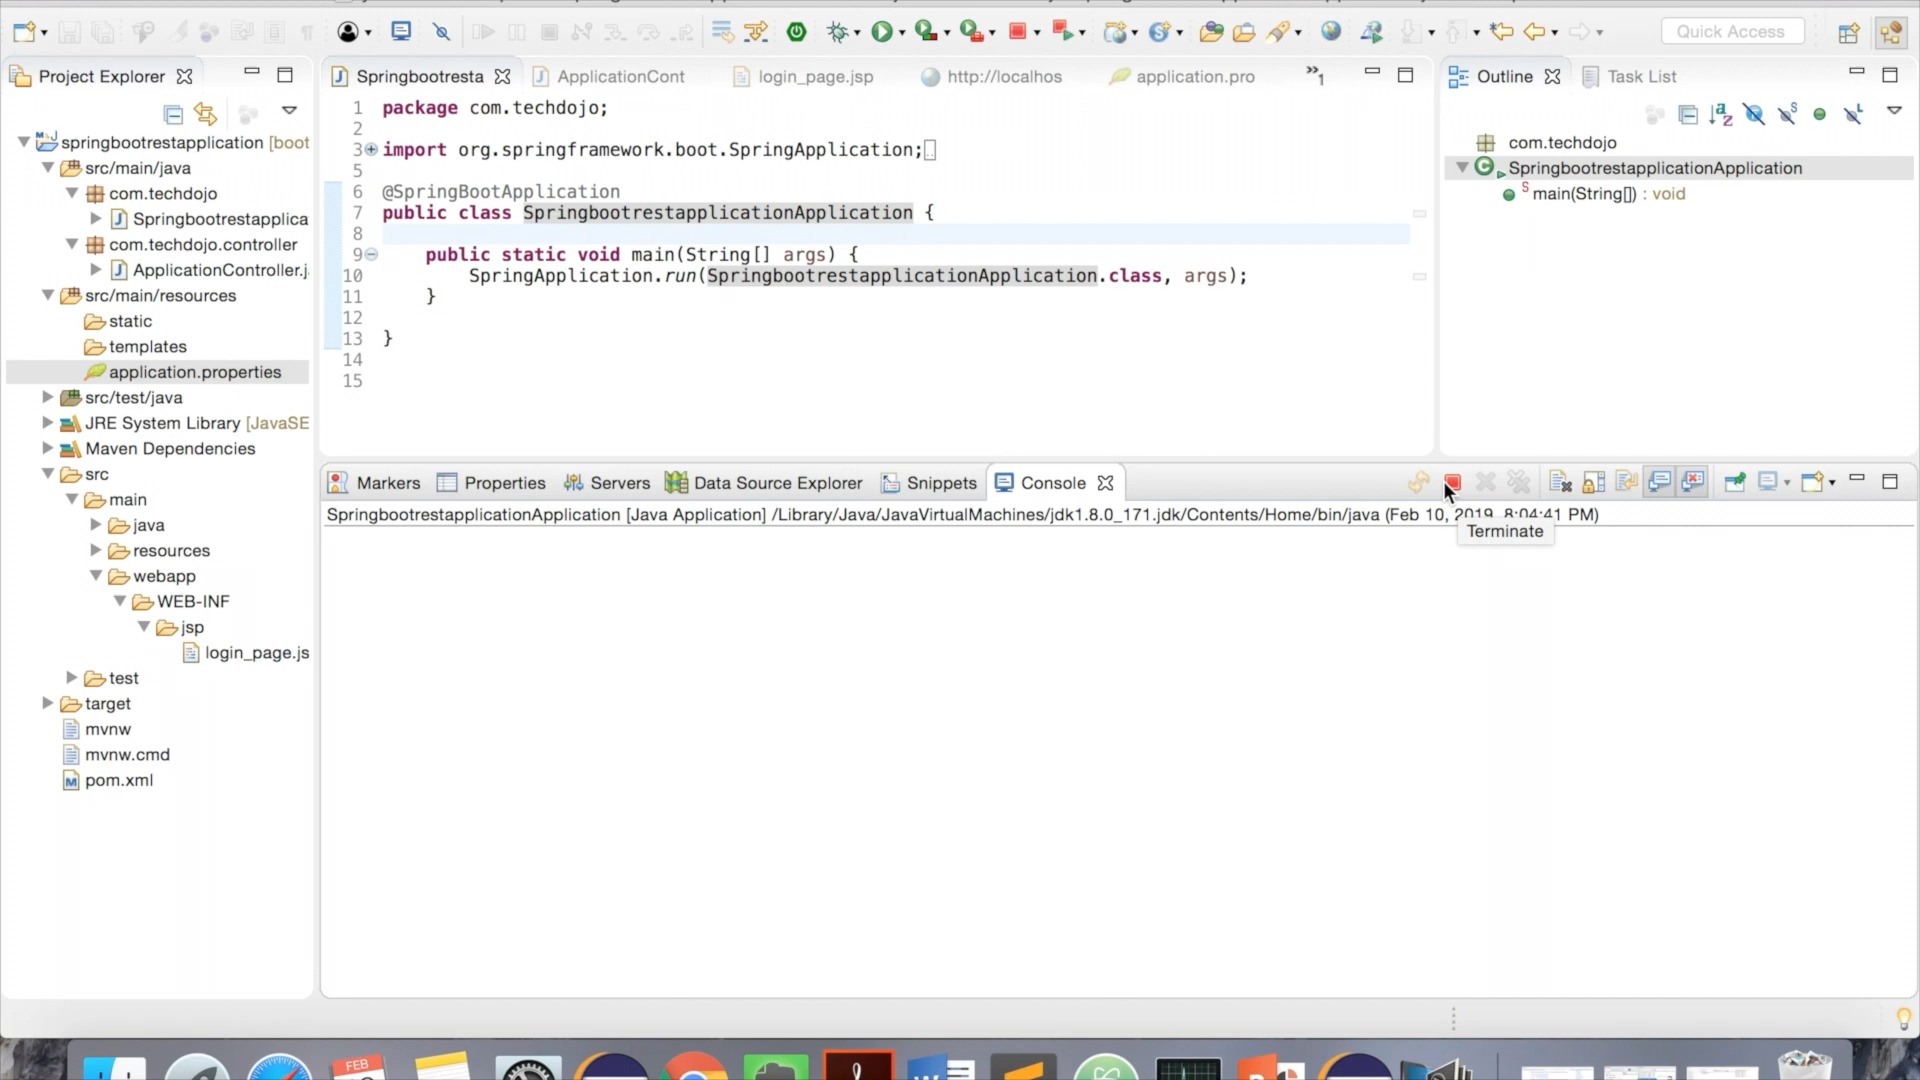 Quick Access
Project Explorer
springbootrestapplication [boot
src/main/java
com.techdojo
Springbootrestapplica
com.techdojo.controller
ApplicationController.j
src/main/resources
static
templates
application.properties
src/test/java
JRE System Library [JavaSE
Maven Dependencies
src
main
java
resources
webapp
WEB-INF
jsp
login_page.js
test
target
mvnw
mvnw.cmd
pom.xml
Springbootresta ApplicationCont login_page.jsp http://localhos application.pro »1
1 package com.techdojo;
2
3 import org.springframework.boot.SpringApplication;
5
6 @SpringBootApplication
7 public class SpringbootrestapplicationApplication {
8
9 public static void main(String[] args) {
10 SpringApplication.run(SpringbootrestapplicationApplication.class, args);
11 }
12
13 }
14
15
Outline Task List
com.techdojo
SpringbootrestapplicationApplication
main(String[]) : void
Markers Properties Servers Data Source Explorer Snippets Console
SpringbootrestapplicationApplication [Java Application] /Library/Java/JavaVirtualMachines/jdk1.8.0_171.jdk/Contents/Home/bin/java (Feb 10, 2019, 8:04:41 PM)
Terminate
FEB